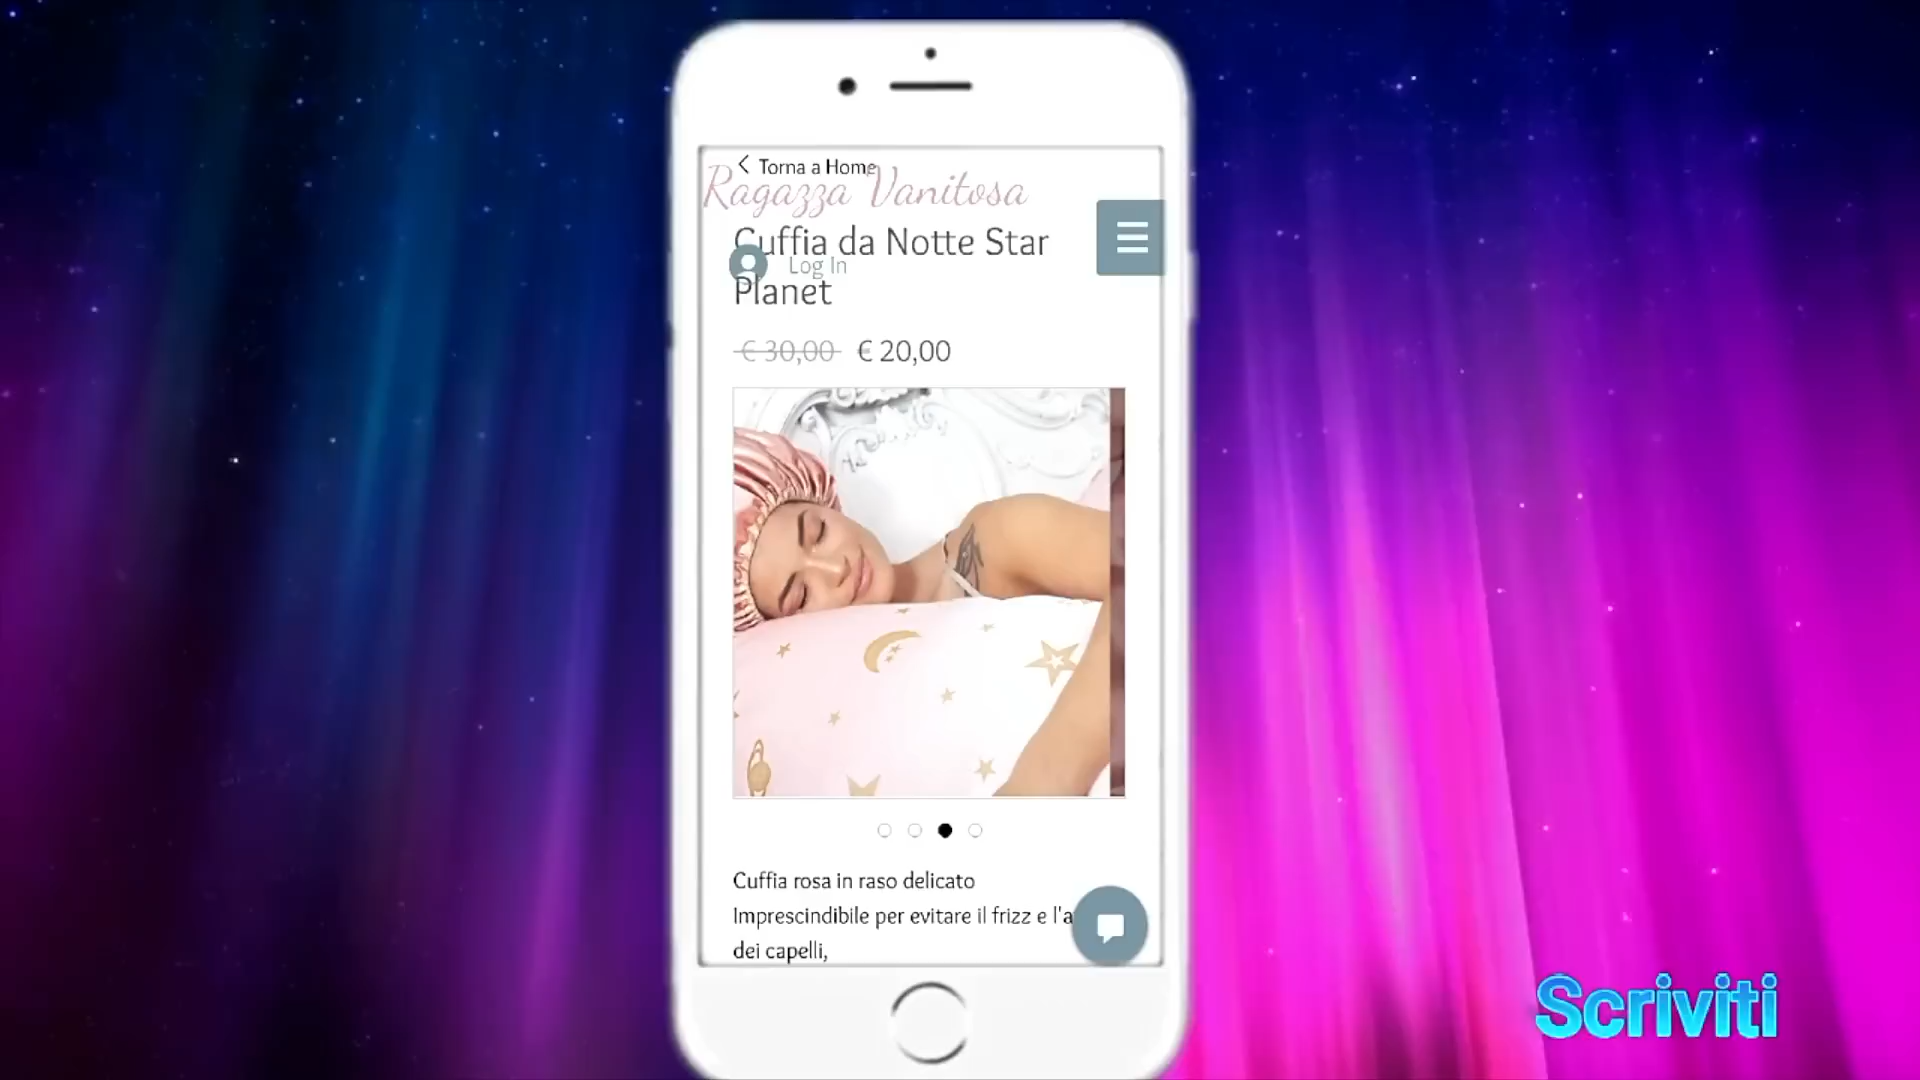 Torna a Home
Ragazza Vanitosa
Cuffia da Notte Star
Log In
Planet
€ 30,00 € 20,00
Cuffia rosa in raso delicato
Imprescindibile per evitare il frizz e l'a
dei capelli,
Scriviti